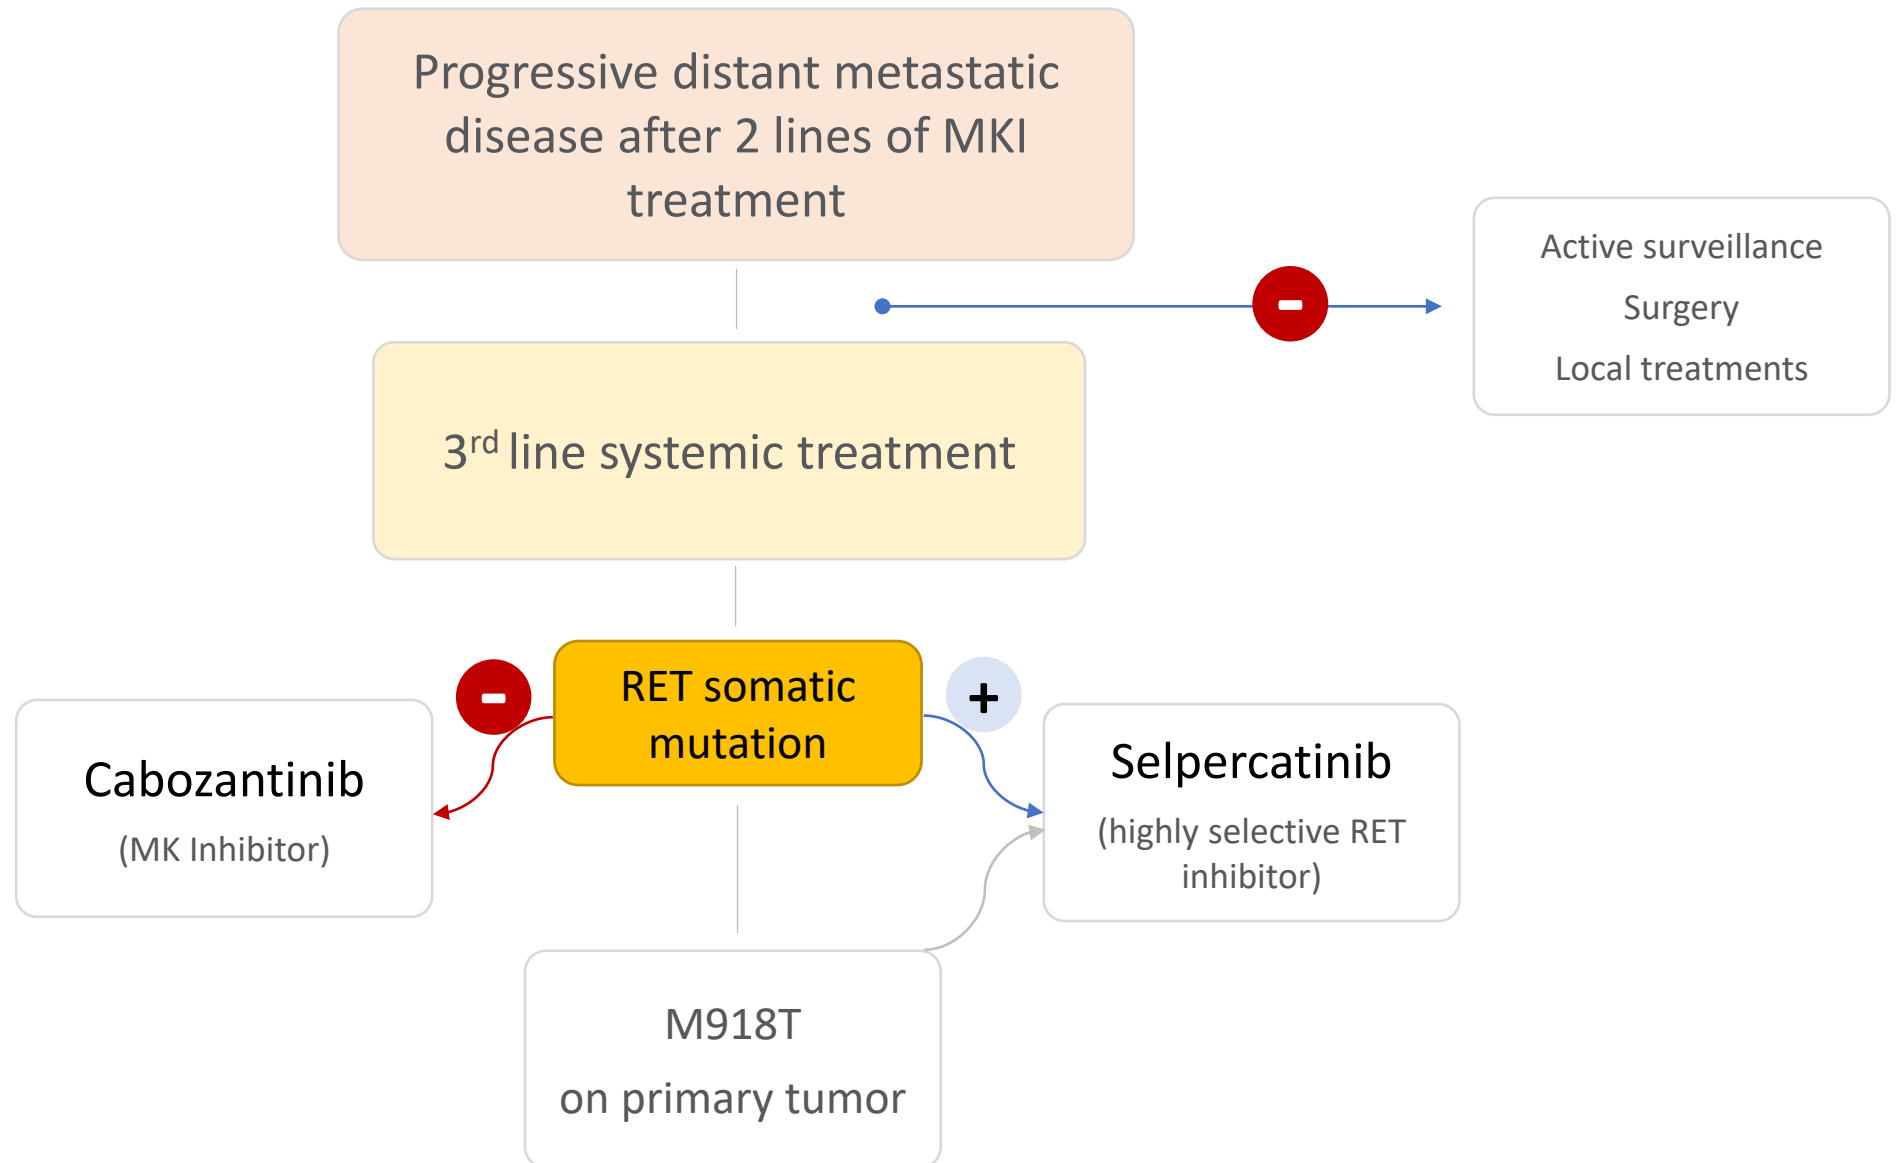 Progressive distant metastatic
disease after 2 lines of MKI
treatment
-
Active surveillance
Surgery
Local treatments
3rd line systemic treatment
-
RET somatic
mutation
+
Cabozantinib
(MK Inhibitor)
Selpercatinib
(highly selective RET
inhibitor)
M918T
on primary tumor